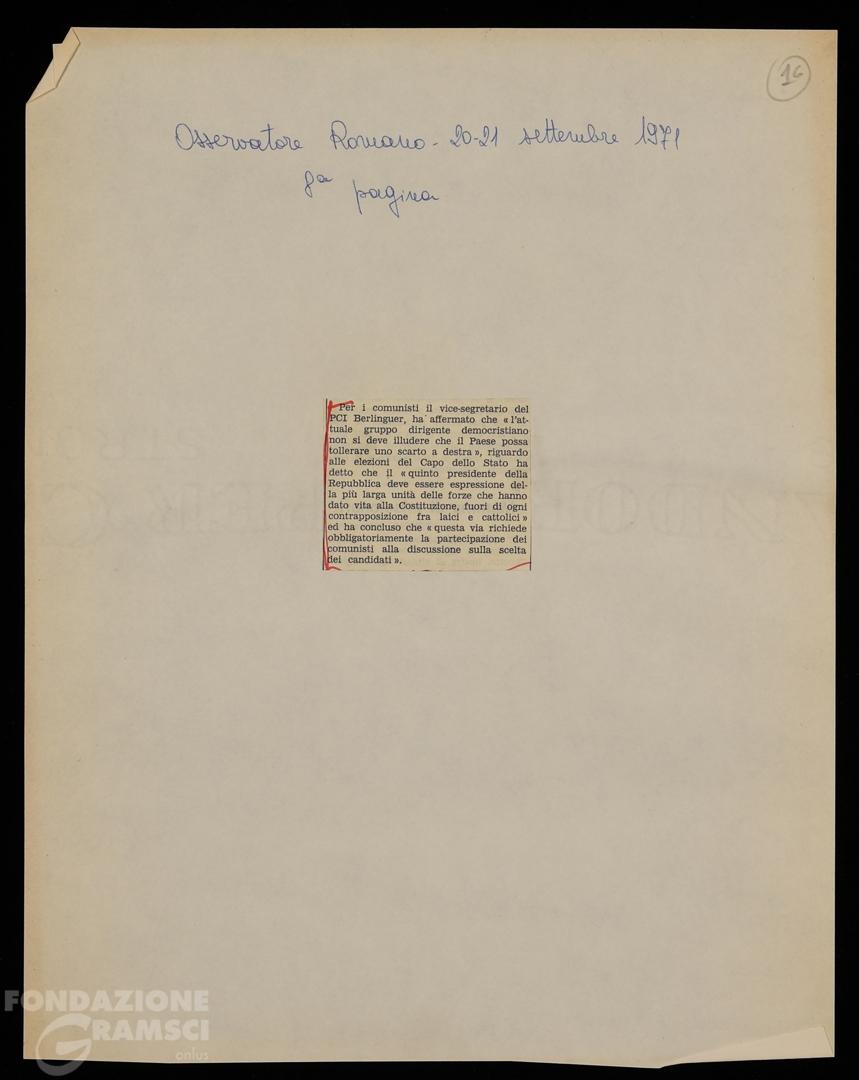 16
Osservatore Romano - 20-21 settembre 1971
8a pagina
Per i comunisti il vice-segretario del
PCI Berlinguer, ha affermato che « l'at-
tuale gruppo dirigente democristiano
non si deve illudere che il Paese possa
tollerare uno scarto a destra », riguardo
alle elezioni del Capo dello Stato ha
detto che il « quinto presidente della
Repubblica deve essere espressione del-
la più larga unità delle forze che hanno
dato vita alla Costituzione, fuori di ogni
contrapposizione fra laici e cattolici »
ed ha concluso che « questa via richiede
obbligatoriamente la partecipazione dei
comunisti alla discussione sulla scelta
dei candidati ».
FONDAZIONE
GRAMSCI
onlus